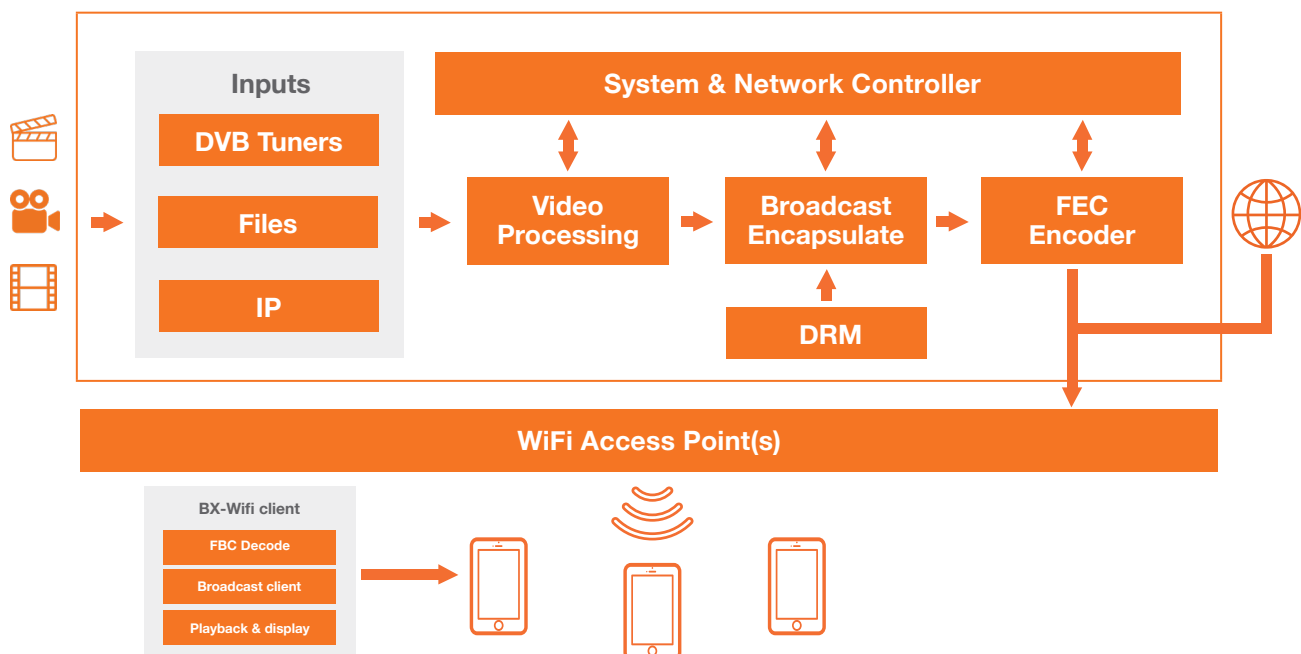 Inputs
DVB Tuners
Files
IP
System & Network Controller
Video
Processing
Broadcast
Encapsulate
FEC
Encoder
DRM
WiFi Access Point(s)
BX-Wifi client
FBC Decode
Broadcast client
Playback & display